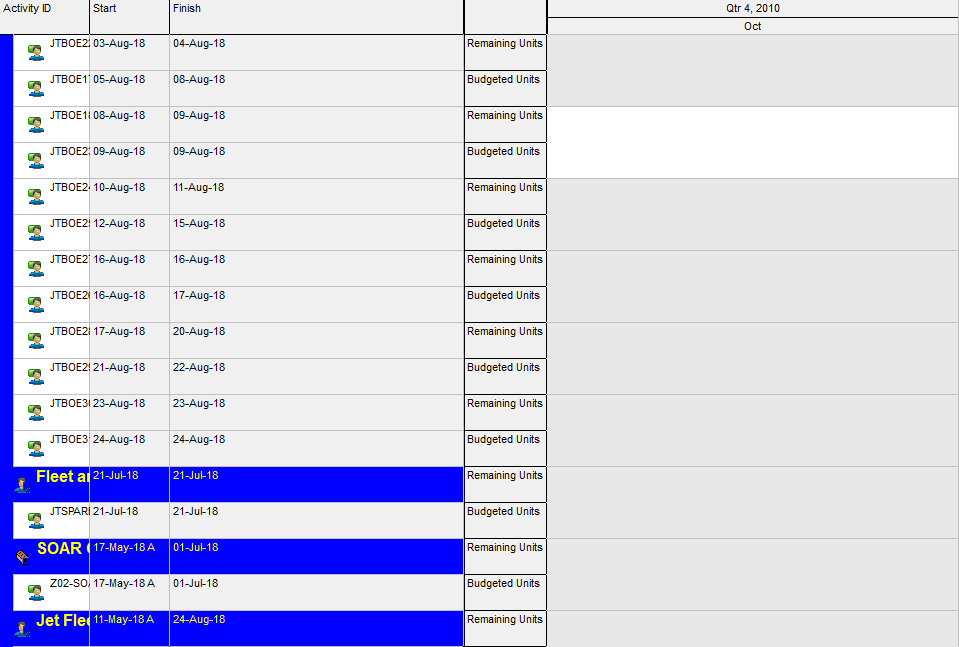 Activity ID Start Finish Qtr 4, 2010
Oct
JTBOE2 03-Aug-18 04-Aug-18 Remaining Units
JTBOE1 05-Aug-18 08-Aug-18 Budgeted Units
JTBOE18 08-Aug-18 09-Aug-18 Remaining Units
JTBOE2 09-Aug-18 09-Aug-18 Budgeted Units
JTBOE24 10-Aug-18 11-Aug-18 Remaining Units
JTBOE2 12-Aug-18 15-Aug-18 Budgeted Units
JTBOE2 16-Aug-18 16-Aug-18 Remaining Units
JTBOE2 16-Aug-18 17-Aug-18 Budgeted Units
JTBOE2 17-Aug-18 20-Aug-18 Remaining Units
JTBOE2 21-Aug-18 22-Aug-18 Budgeted Units
JTBOE3 23-Aug-18 23-Aug-18 Remaining Units
JTBOE3 24-Aug-18 24-Aug-18 Budgeted Units
Fleet 21-Jul-18 21-Jul-18 Remaining Units
JTSPAR 21-Jul-18 21-Jul-18 Budgeted Units
SOAR 17-May-18 A 01-Jul-18 Remaining Units
Z02-SO 17-May-18 A 01-Jul-18 Budgeted Units
Jet Flee 11-May-18 A 24-Aug-18 Remaining Units